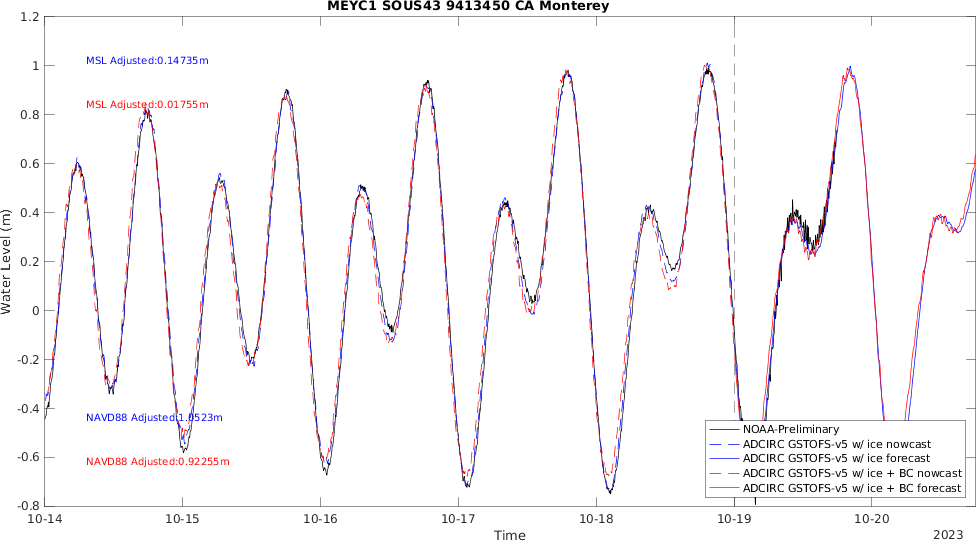 MEYC1 SOUS43 9413450 CA Monterey
1.2
1
0.8
0.6
0.4
0.2
0
-0.2
-0.4
-0.6
-0.8
Water Level (m)
MSL Adjusted:0.14735m
MSL Adjusted:0.01755m
NAVD88 Adjusted:1.0523m
NAVD88 Adjusted:0.92255m
NOAA-Preliminary
ADCIRC GSTOFS-v5 w/ ice nowcast
ADCIRC GSTOFS-v5 w/ ice forecast
ADCIRC GSTOFS-v5 w/ ice + BC nowcast
ADCIRC GSTOFS-v5 w/ ice + BC forecast
10-14 10-15 10-16 10-17 10-18 10-19 10-20
Time
2023